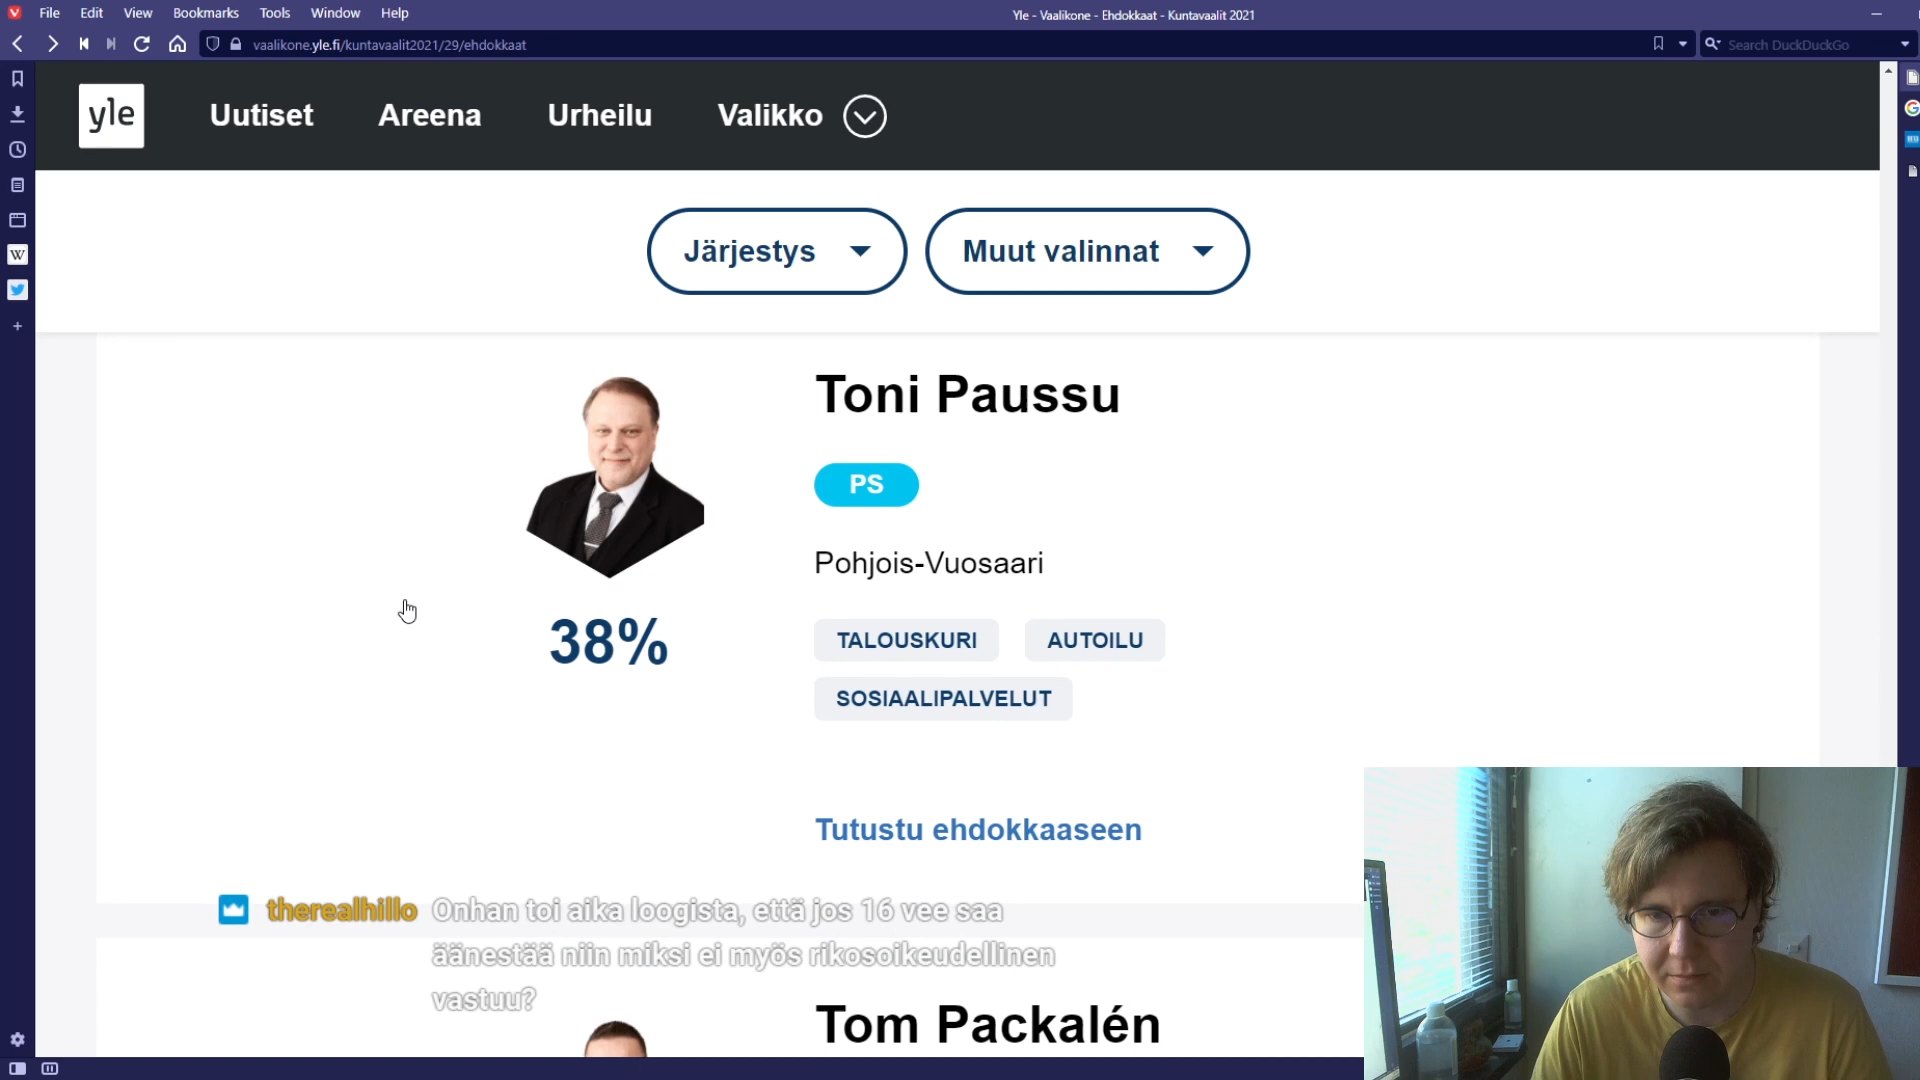 File Edit View Bookmarks Tools Window Help
Yle - Vaalikone - Ehdokkaat - Kuntavaalit 2021
vaalikone.yle.fi/kuntavaalit2021/29/ehdokkaat
Search DuckDuckGo
yle
Uutiset Areena Urheilu Valikko
Järjestys Muut valinnat
Toni Paussu
PS
Pohjois-Vuosaari
38%
TALOUSKURI AUTOILU
SOSIAALIPALVELUT
Tutustu ehdokkaaseen
therealhillo Onhan toi aika loogista, että jos 16 vee saa
äänestää niin miksi ei myös rikosoikeudellinen
vastuu?
Tom Packalén
W
G